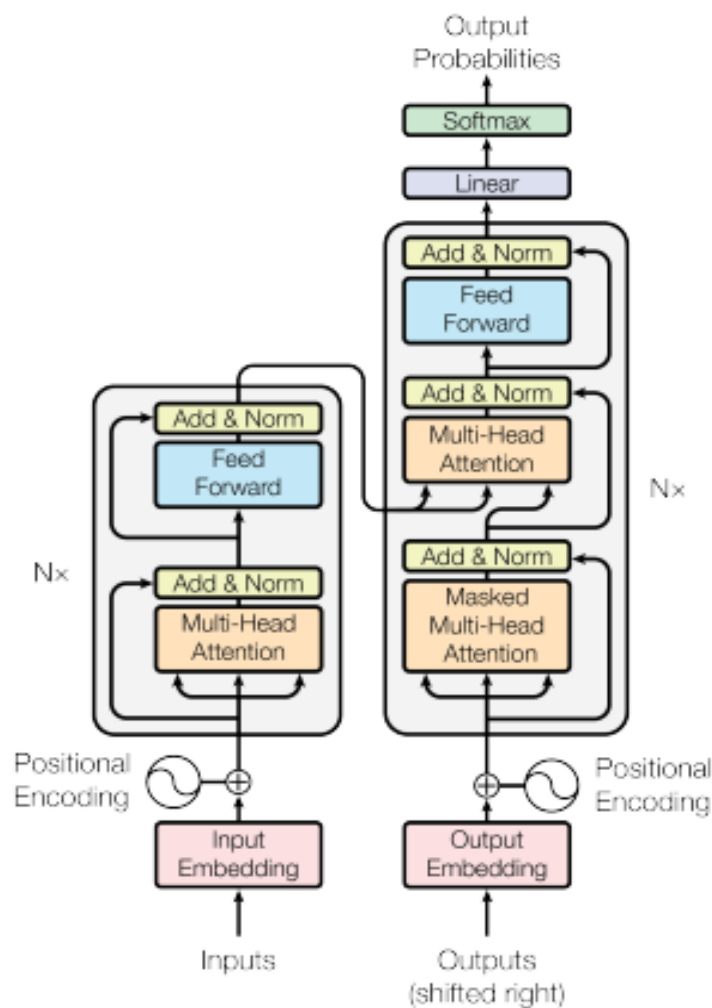 Output
Probabilities
Softmax
Linear
Add & Norm
Feed
Forward
Add & Norm
Multi-Head
Attention
Nx
Add & Norm
Masked
Multi-Head
Attention
Add & Norm
Feed
Forward
Nx
Add & Norm
Multi-Head
Attention
Positional
Encoding
Positional
Encoding
Input
Embedding
Output
Embedding
Inputs
Outputs
(shifted right)